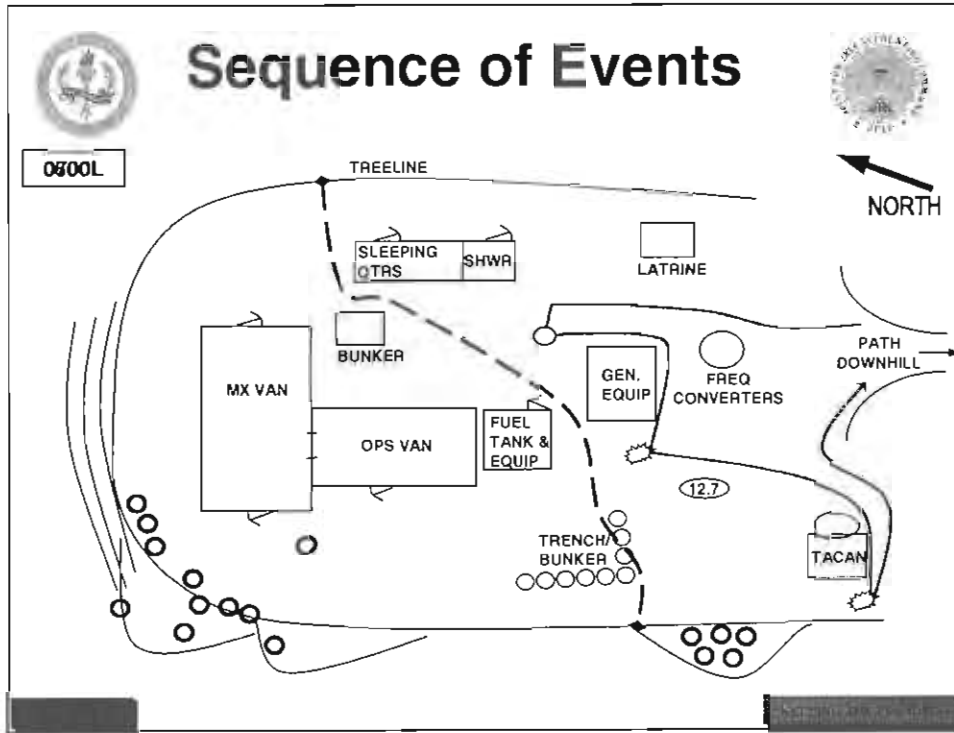 Sequence of Events
TREELINE
NORTH
SLEEPING
QTRS
SHWR
LATRINE
BUNKER
PATH
DOWNHILL
MX VAN
GEN.
EQUIP
FREQ
CONVERTERS
OPS VAN
FUEL
TANK &
EQUIP
12.7
TRENCH/
BUNKER
TACAN